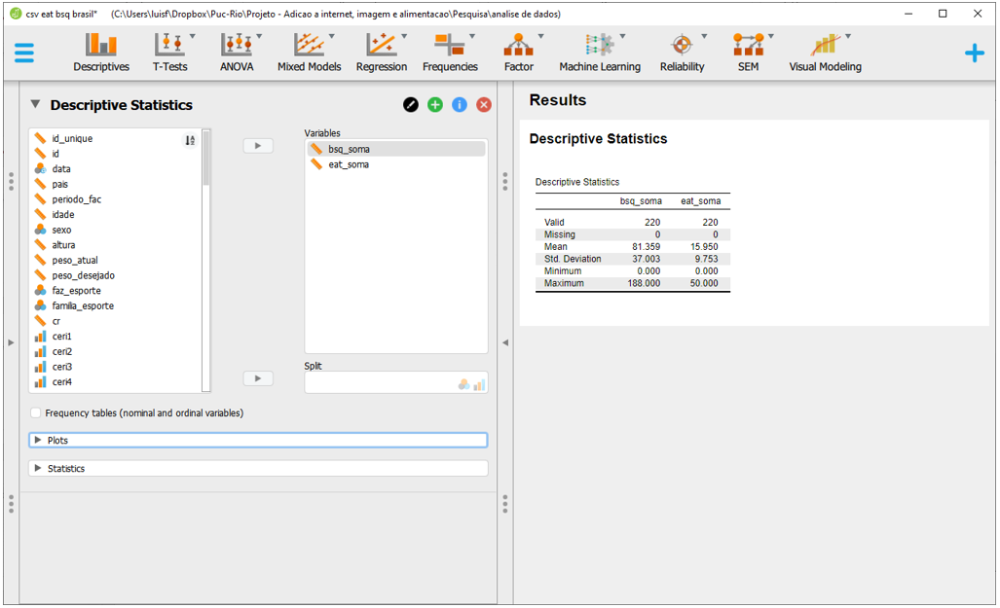 csv eat bsq brasil* (C:\Users\luisf\Dropbox\Puc-Rio\Projeto - Adicao a internet, imagem e alimentacao\Pesquisa\analise de dados)
Descriptives T-Tests ANOVA Mixed Models Regression Frequencies Factor Machine Learning Reliability SEM Visual Modeling
Descriptive Statistics
id_unique
id
data
pais
periodo_fac
idade
sexo
altura
peso_atual
peso_desejado
faz_esporte
familia_esporte
cr
ceri1
ceri2
ceri3
ceri4
Variables
bsq_soma
eat_soma
Split
Frequency tables (nominal and ordinal variables)
Plots
Statistics
Results
Descriptive Statistics
Descriptive Statistics
bsq_soma eat_soma
Valid 220 220
Missing 0 0
Mean 81.359 15.950
Std. Deviation 37.003 9.753
Minimum 0.000 0.000
Maximum 188.000 50.000